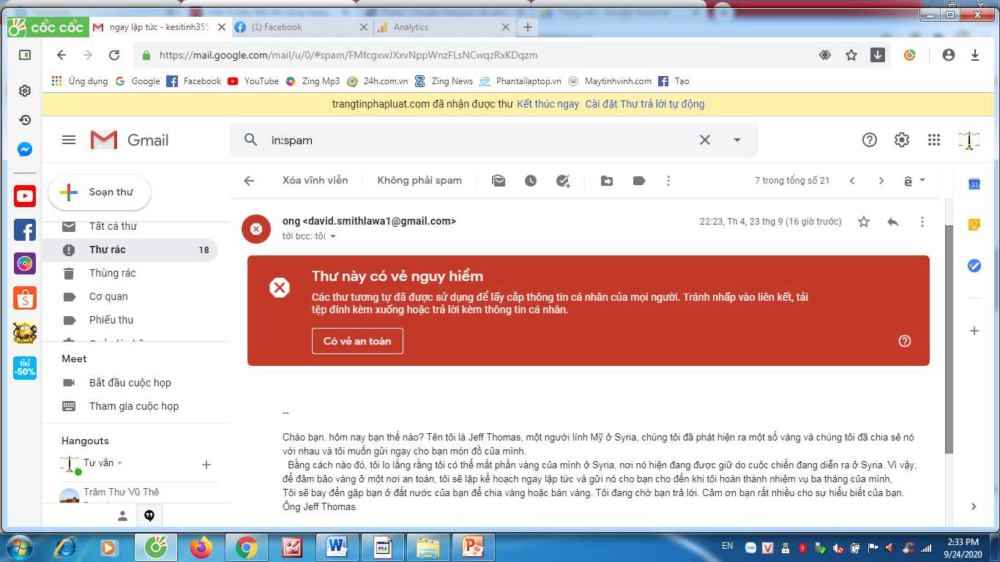 CỐC CỐC
ngay lập tức - kesitinh355
(1) Facebook
Analytics
https://mail.google.com/mail/u/0/#spam/FMfcgxwJXxvNppWnzFLsNCwqzRxKDqzm
Ứng dụng Google Facebook YouTube Zing Mp3 24h.com.vn Zing News Phantailaptop.vn Maytinhvinh.com Tạo
trangtinphapluat.com đã nhận được thư Kết thúc ngay Cài đặt Thư trả lời tự động
Gmail
in:spam
Soạn thư
Xóa vĩnh viễn
Không phải spam
7 trong tổng số 21
ê
Tất cả thư
Thư rác 18
Thùng rác
Cơ quan
Phiếu thu
Meet
Bắt đầu cuộc họp
Tham gia cuộc họp
Hangouts
Tư vấn
Trâm Thư Vũ Thê
ong <david.smithlawa1@gmail.com>
22:23, Th 4, 23 thg 9 (16 giờ trước)
tới bcc: tôi
Thư này có vẻ nguy hiểm
Các thư tương tự đã được sử dụng để lấy cắp thông tin cá nhân của mọi người. Tránh nhấp vào liên kết, tải
tệp đính kèm xuống hoặc trả lời kèm thông tin cá nhân.
Có vẻ an toàn
--
Chào bạn. hôm nay bạn thế nào? Tên tôi là Jeff Thomas, một người lính Mỹ ở Syria, chúng tôi đã phát hiện ra một số vàng và chúng tôi đã chia sẻ nó
với nhau và tôi muốn gửi ngay cho bạn món đồ của mình.
Bằng cách nào đó, tôi lo lắng rằng tôi có thể mất phần vàng của mình ở Syria, nơi nó hiện đang được giữ do cuộc chiến đang diễn ra ở Syria. Vì vậy,
để đảm bảo vàng ở một nơi an toàn, tôi sẽ lập kế hoạch ngay lập tức và gửi nó cho bạn cho đến khi tôi hoàn thành nhiệm vụ ba tháng của mình,
Tôi sẽ bay đến gặp bạn ở đất nước của bạn để chia vàng hoặc bán vàng. Tôi đang chờ bạn trả lời. Cảm ơn bạn rất nhiều cho sự hiểu biết của bạn.
Ông Jeff Thomas.
31
TIKI
-50%
EN
Zalo
2:33 PM
9/24/2020